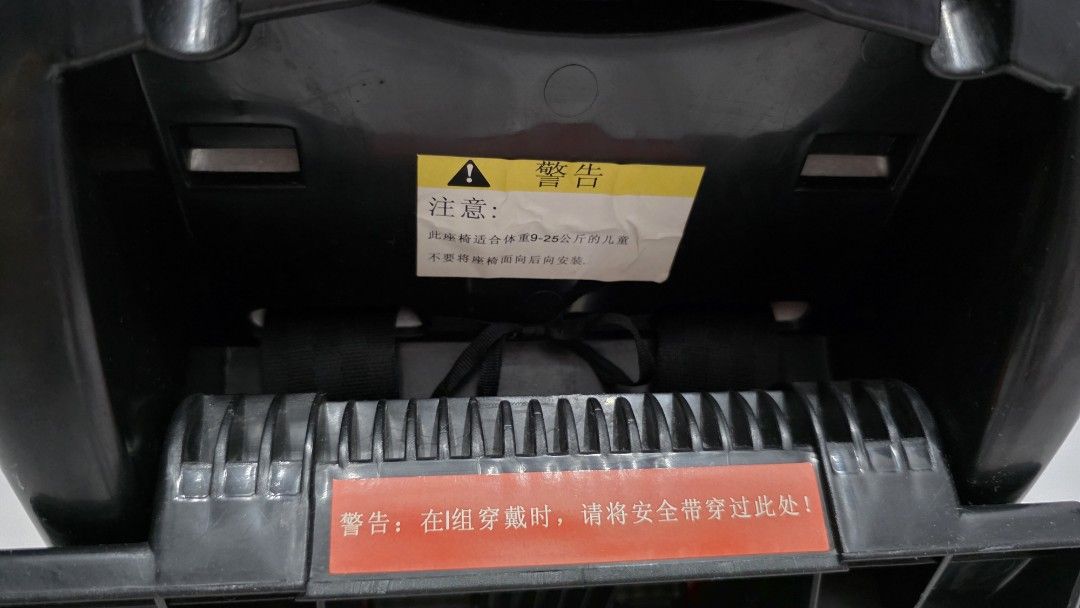 警告
注意:
此座椅适合体重9-25公斤的儿童
不要将座椅面向后向安装.
警告：在I组穿戴时，请将安全带穿过此处！